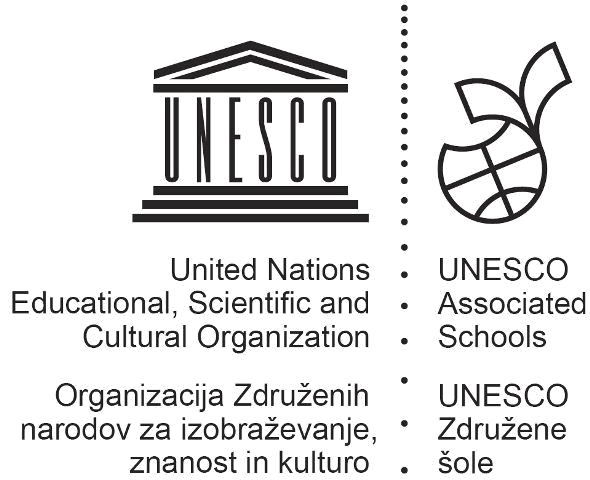 UNESCO
United Nations
Educational, Scientific and
Cultural Organization
Organizacija Združenih
narodov za izobraževanje,
znanost in kulturo
UNESCO
Associated
Schools
UNESCO
Združene
šole